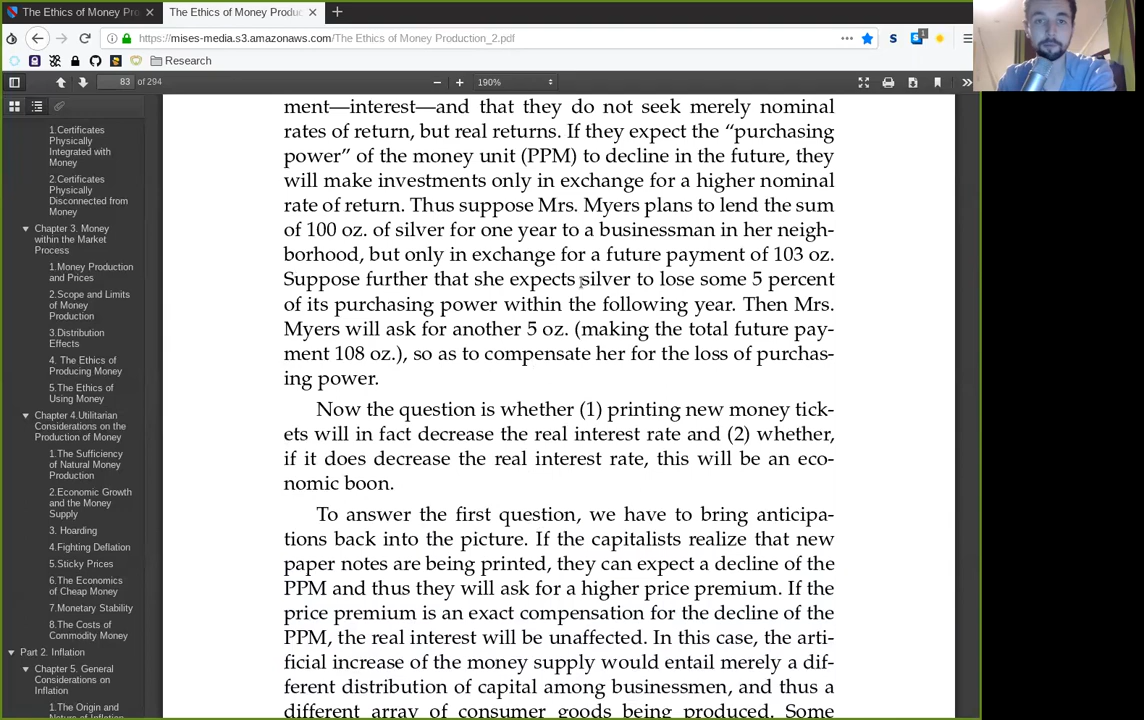 The Ethics of Money Pro
The Ethics of Money Produc
https://mises-media.s3.amazonaws.com/The Ethics of Money Production_2.pdf
S
S
1
Research
83 of 294
190%
1.Certificates
Physically
Integrated with
Money
2.Certificates
Physically
Disconnected from
Money
Chapter 3. Money
within the Market
Process
1.Money Production
and Prices
2.Scope and Limits
of Money
Production
3.Distribution
Effects
4. The Ethics of
Producing Money
5.The Ethics of
Using Money
Chapter 4.Utilitarian
Considerations on the
Production of Money
1.The Sufficiency
of Natural Money
Production
2.Economic Growth
and the Money
Supply
3. Hoarding
4.Fighting Deflation
5.Sticky Prices
6.The Economics
of Cheap Money
7.Monetary Stability
8.The Costs of
Commodity Money
Part 2. Inflation
Chapter 5. General
Considerations on
Inflation
1.The Origin and
Nature of Inflation
ment—interest—and that they do not seek merely nominal
rates of return, but real returns. If they expect the “purchasing
power” of the money unit (PPM) to decline in the future, they
will make investments only in exchange for a higher nominal
rate of return. Thus suppose Mrs. Myers plans to lend the sum
of 100 oz. of silver for one year to a businessman in her neigh-
borhood, but only in exchange for a future payment of 103 oz.
Suppose further that she expects silver to lose some 5 percent
of its purchasing power within the following year. Then Mrs.
Myers will ask for another 5 oz. (making the total future pay-
ment 108 oz.), so as to compensate her for the loss of purchas-
ing power.
Now the question is whether (1) printing new money tick-
ets will in fact decrease the real interest rate and (2) whether,
if it does decrease the real interest rate, this will be an eco-
nomic boon.
To answer the first question, we have to bring anticipa-
tions back into the picture. If the capitalists realize that new
paper notes are being printed, they can expect a decline of the
PPM and thus they will ask for a higher price premium. If the
price premium is an exact compensation for the decline of the
PPM, the real interest will be unaffected. In this case, the arti-
ficial increase of the money supply would entail merely a dif-
ferent distribution of capital among businessmen, and thus a
different array of consumer goods being produced. Some